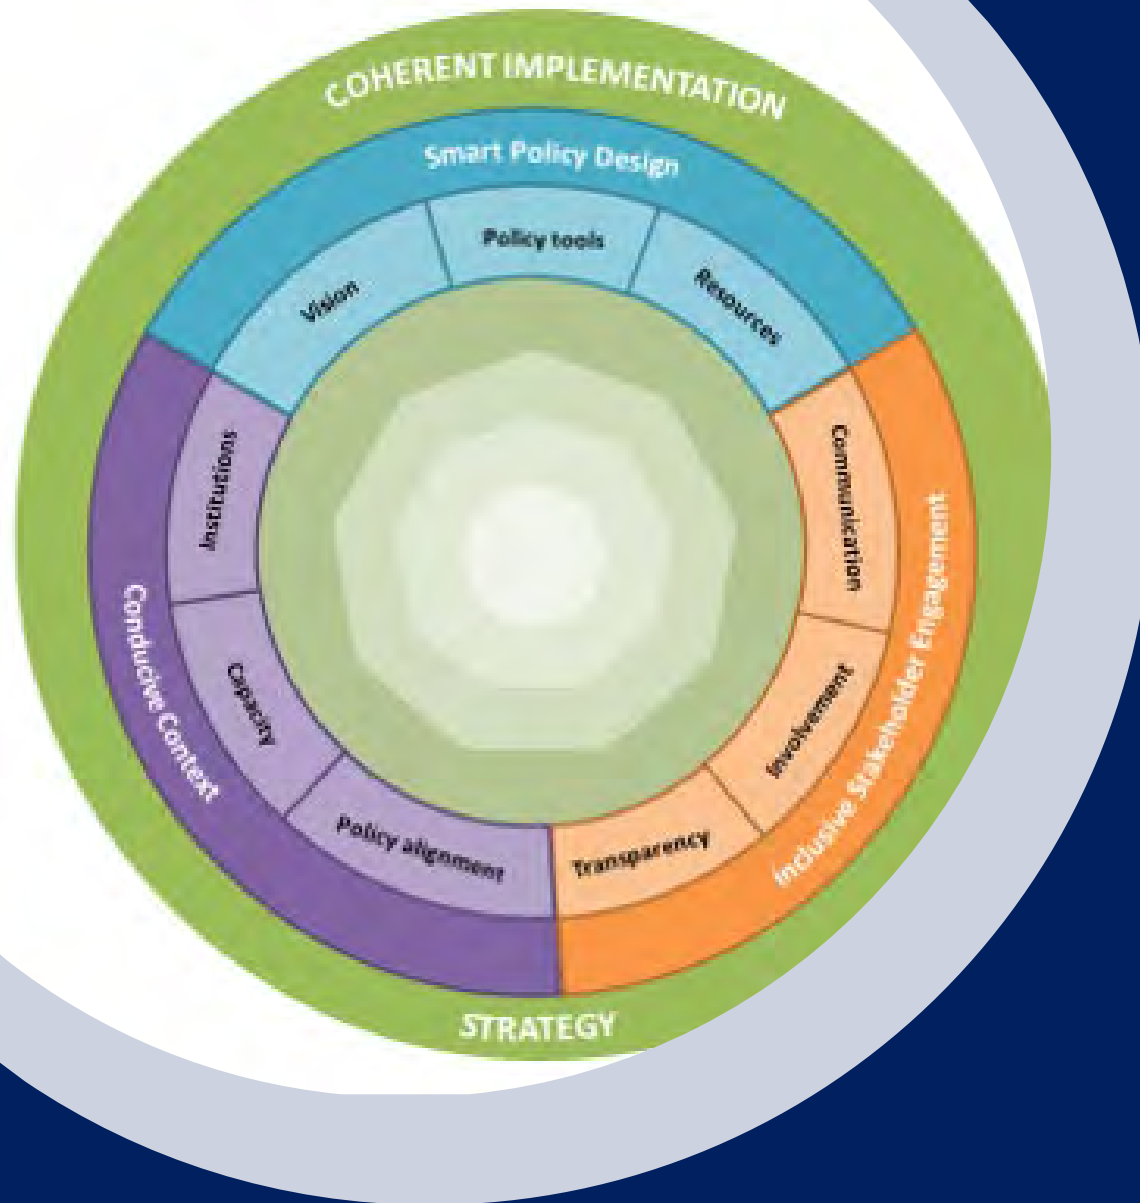 COHERENT IMPLEMENTATION
Smart Policy Design
Vision
Policy tools
Resources
Communication
Involvement
Transparency
Inclusive Stakeholder Engagement
Policy alignment
Capacity
Institutions
Conducive Context
STRATEGY